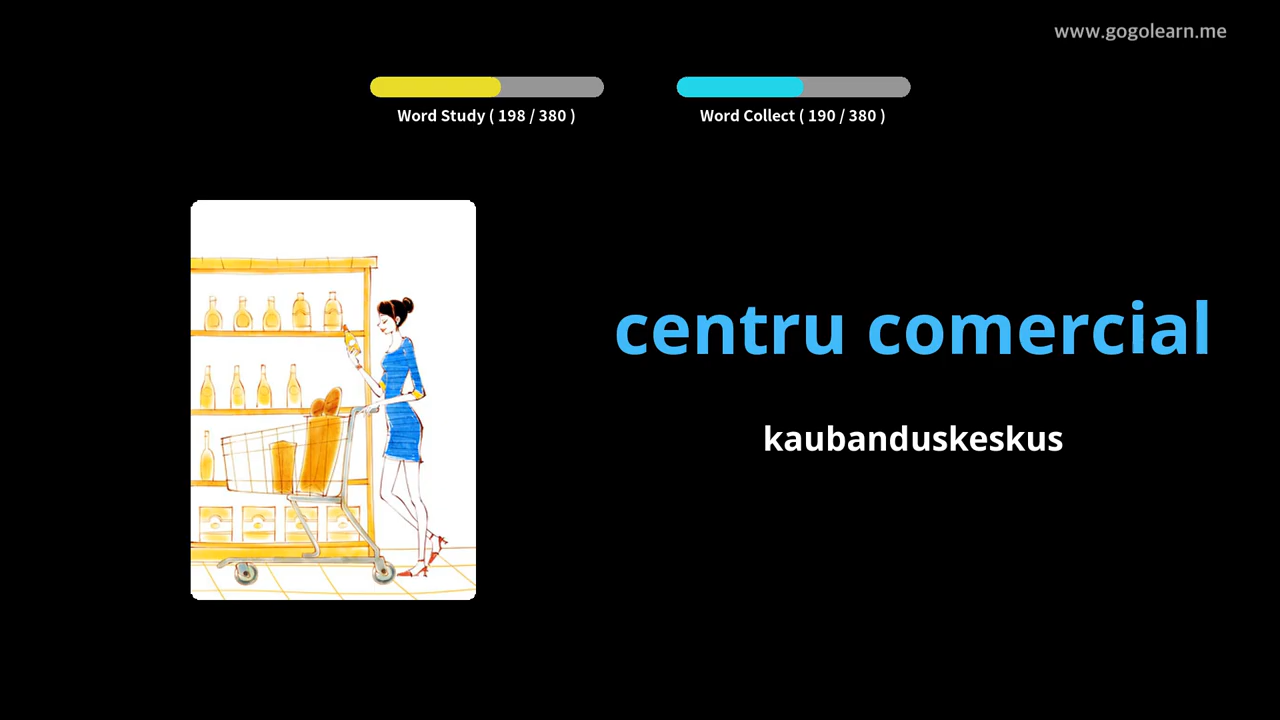 www.gogolearn.me
Word Study ( 198 / 380 )
Word Collect ( 190 / 380 )
centru comercial
kaubanduskeskus